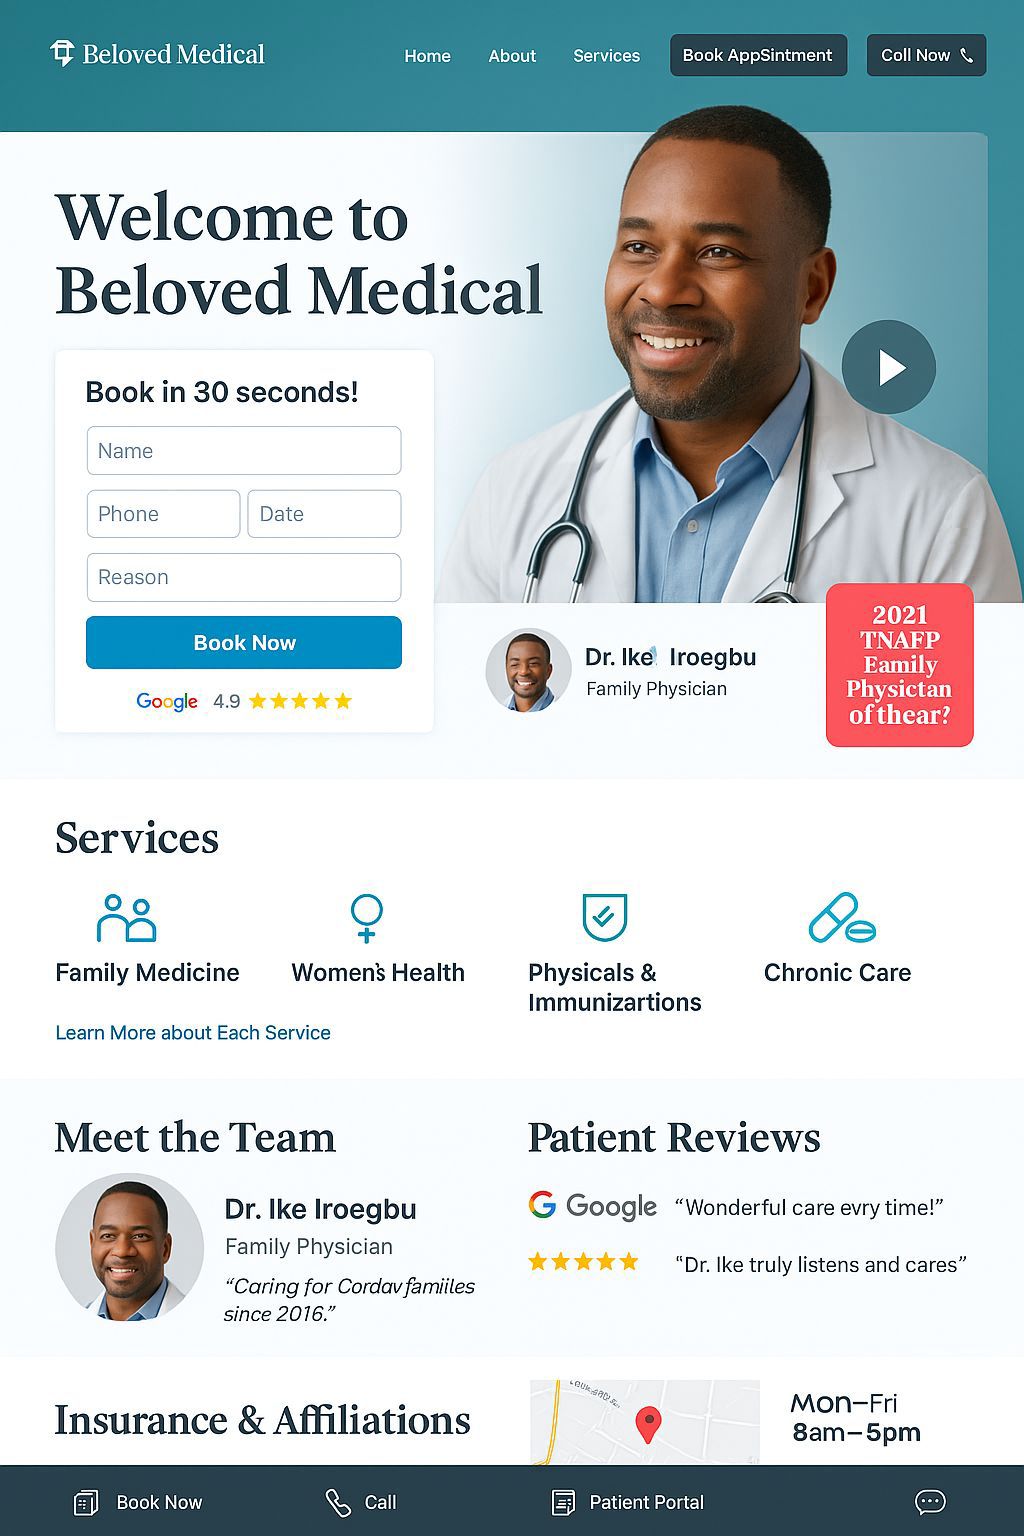 Beloved Medical
Home About Services Book AppSintment Coll Now
Welcome to
Beloved Medical
Book in 30 seconds!
Name
Phone Date
Reason
Book Now
Google 4.9
Dr. Ike Iroegbu
Family Physician
2021
TNAFP
Eamily
Physictan
of thear?
Services
Family Medicine
Women's Health
Physicals &
Immunizartions
Chronic Care
Learn More about Each Service
Meet the Team
Dr. Ike Iroegbu
Family Physician
“Caring for Cordav famiiles
since 2016.”
Patient Reviews
Google “Wonderful care evry time!”
“Dr. Ike truly listens and cares”
Insurance & Affiliations
Mon–Fri
8am–5pm
Book Now Call Patient Portal